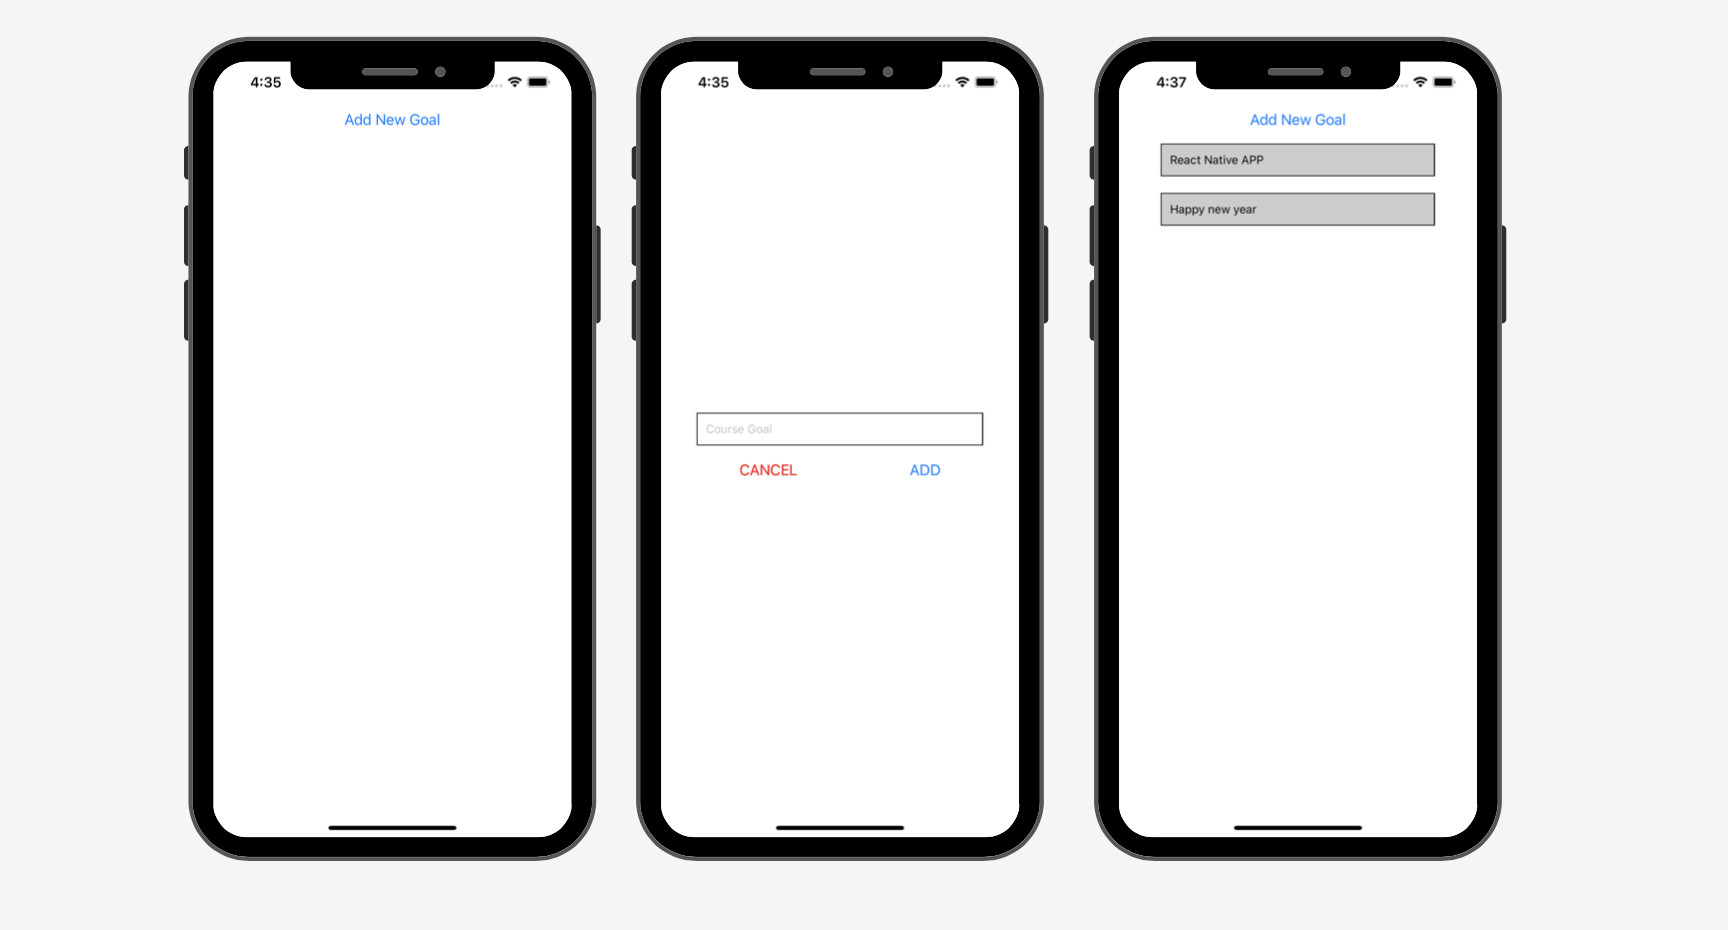 4:35
Add New Goal
4:35
Course Goal
CANCEL ADD
4:37
Add New Goal
React Native APP
Happy new year